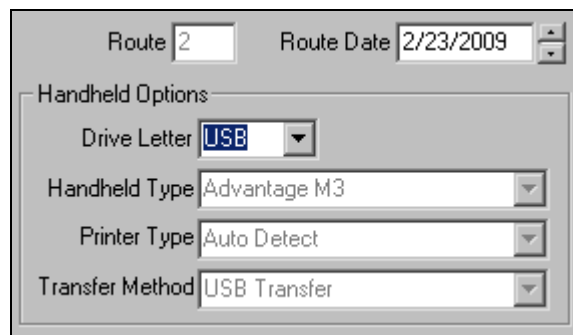 Route 2 Route Date 2/23/2009
Handheld Options
Drive Letter USB
Handheld Type Advantage M3
Printer Type Auto Detect
Transfer Method USB Transfer